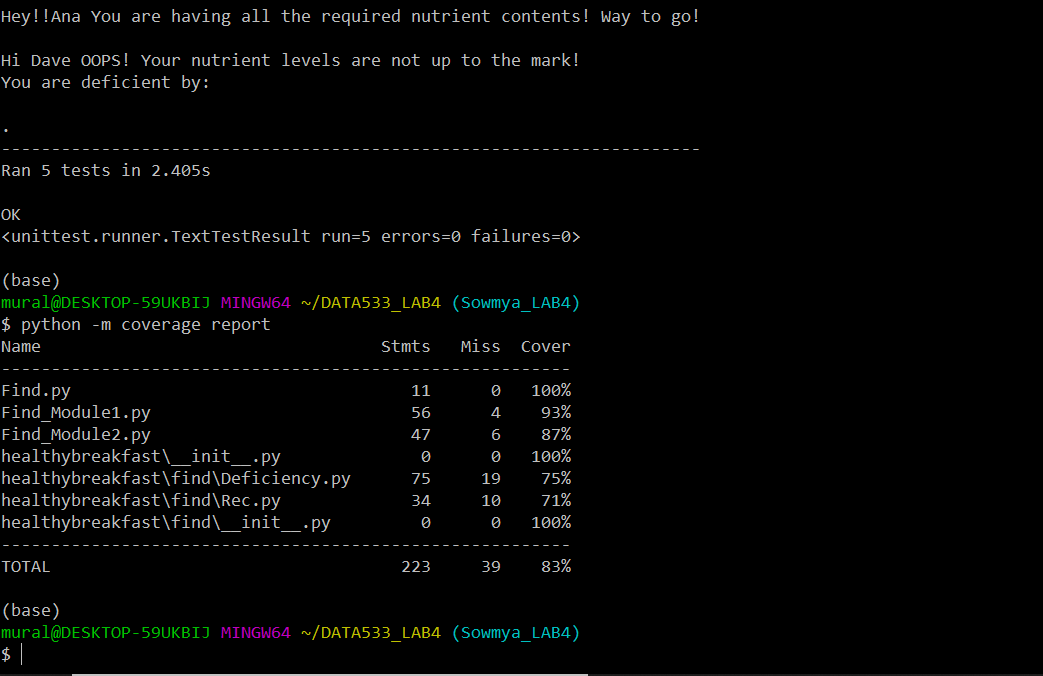 Hey!!Ana You are having all the required nutrient contents! Way to go!
Hi Dave OOPS! Your nutrient levels are not up to the mark!
You are deficient by:
.
----------------------------------------------------------------------
Ran 5 tests in 2.405s
OK
<unittest.runner.TextTestResult run=5 errors=0 failures=0>
(base)
mural@DESKTOP-59UKBIJ MINGW64 ~/DATA533_LAB4 (Sowmya_LAB4)
$ python -m coverage report
Name                                  Stmts   Miss  Cover
---------------------------------------------------------
Find.py                                  11      0   100%
Find_Module1.py                          56      4    93%
Find_Module2.py                          47      6    87%
healthybreakfast\__init__.py              0      0   100%
healthybreakfast\find\Deficiency.py      75     19    75%
healthybreakfast\find\Rec.py             34     10    71%
healthybreakfast\find\__init__.py         0      0   100%
---------------------------------------------------------
TOTAL                                   223     39    83%
(base)
mural@DESKTOP-59UKBIJ MINGW64 ~/DATA533_LAB4 (Sowmya_LAB4)
$